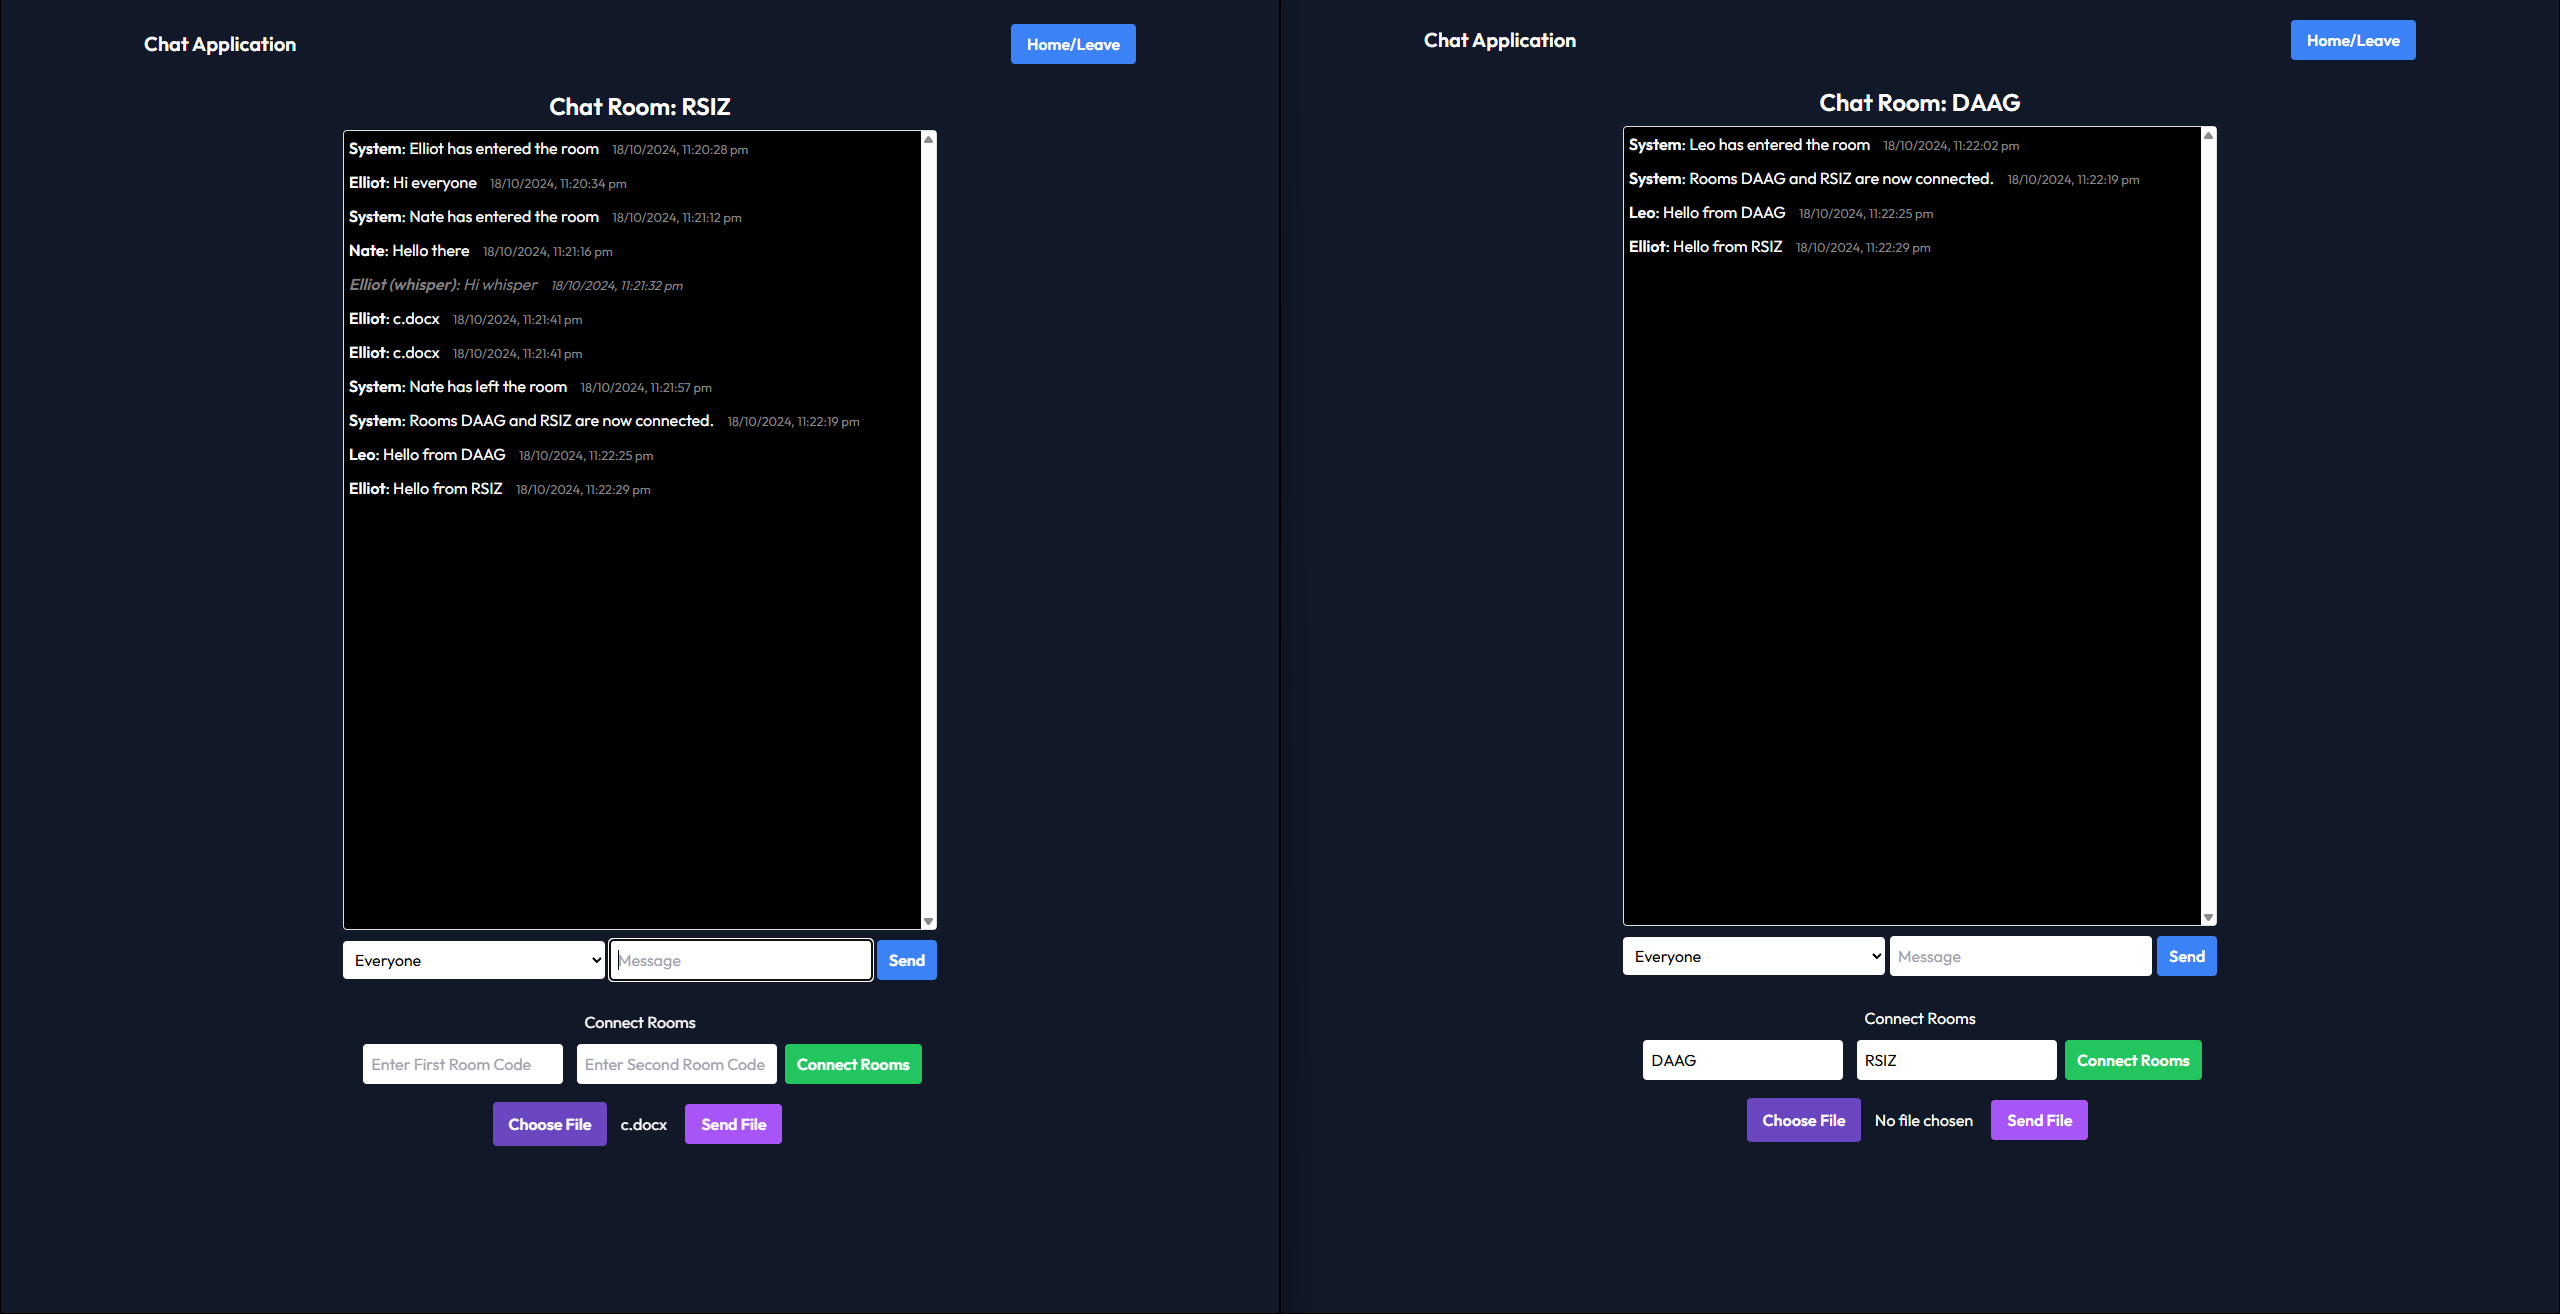 Chat Application
Home/Leave
Chat Room: RSIZ
System: Elliot has entered the room 18/10/2024, 11:20:28 pm
Elliot: Hi everyone 18/10/2024, 11:20:34 pm
System: Nate has entered the room 18/10/2024, 11:21:12 pm
Nate: Hello there 18/10/2024, 11:21:16 pm
Elliot (whisper): Hi whisper 18/10/2024, 11:21:32 pm
Elliot: c.docx 18/10/2024, 11:21:41 pm
Elliot: c.docx 18/10/2024, 11:21:41 pm
System: Nate has left the room 18/10/2024, 11:21:57 pm
System: Rooms DAAG and RSIZ are now connected. 18/10/2024, 11:22:19 pm
Leo: Hello from DAAG 18/10/2024, 11:22:25 pm
Elliot: Hello from RSIZ 18/10/2024, 11:22:29 pm
Everyone
Message
Send
Connect Rooms
Enter First Room Code
Enter Second Room Code
Connect Rooms
Choose File
c.docx
Send File
Chat Application
Home/Leave
Chat Room: DAAG
System: Leo has entered the room 18/10/2024, 11:22:02 pm
System: Rooms DAAG and RSIZ are now connected. 18/10/2024, 11:22:19 pm
Leo: Hello from DAAG 18/10/2024, 11:22:25 pm
Elliot: Hello from RSIZ 18/10/2024, 11:22:29 pm
Everyone
Message
Send
Connect Rooms
DAAG
RSIZ
Connect Rooms
Choose File
No file chosen
Send File